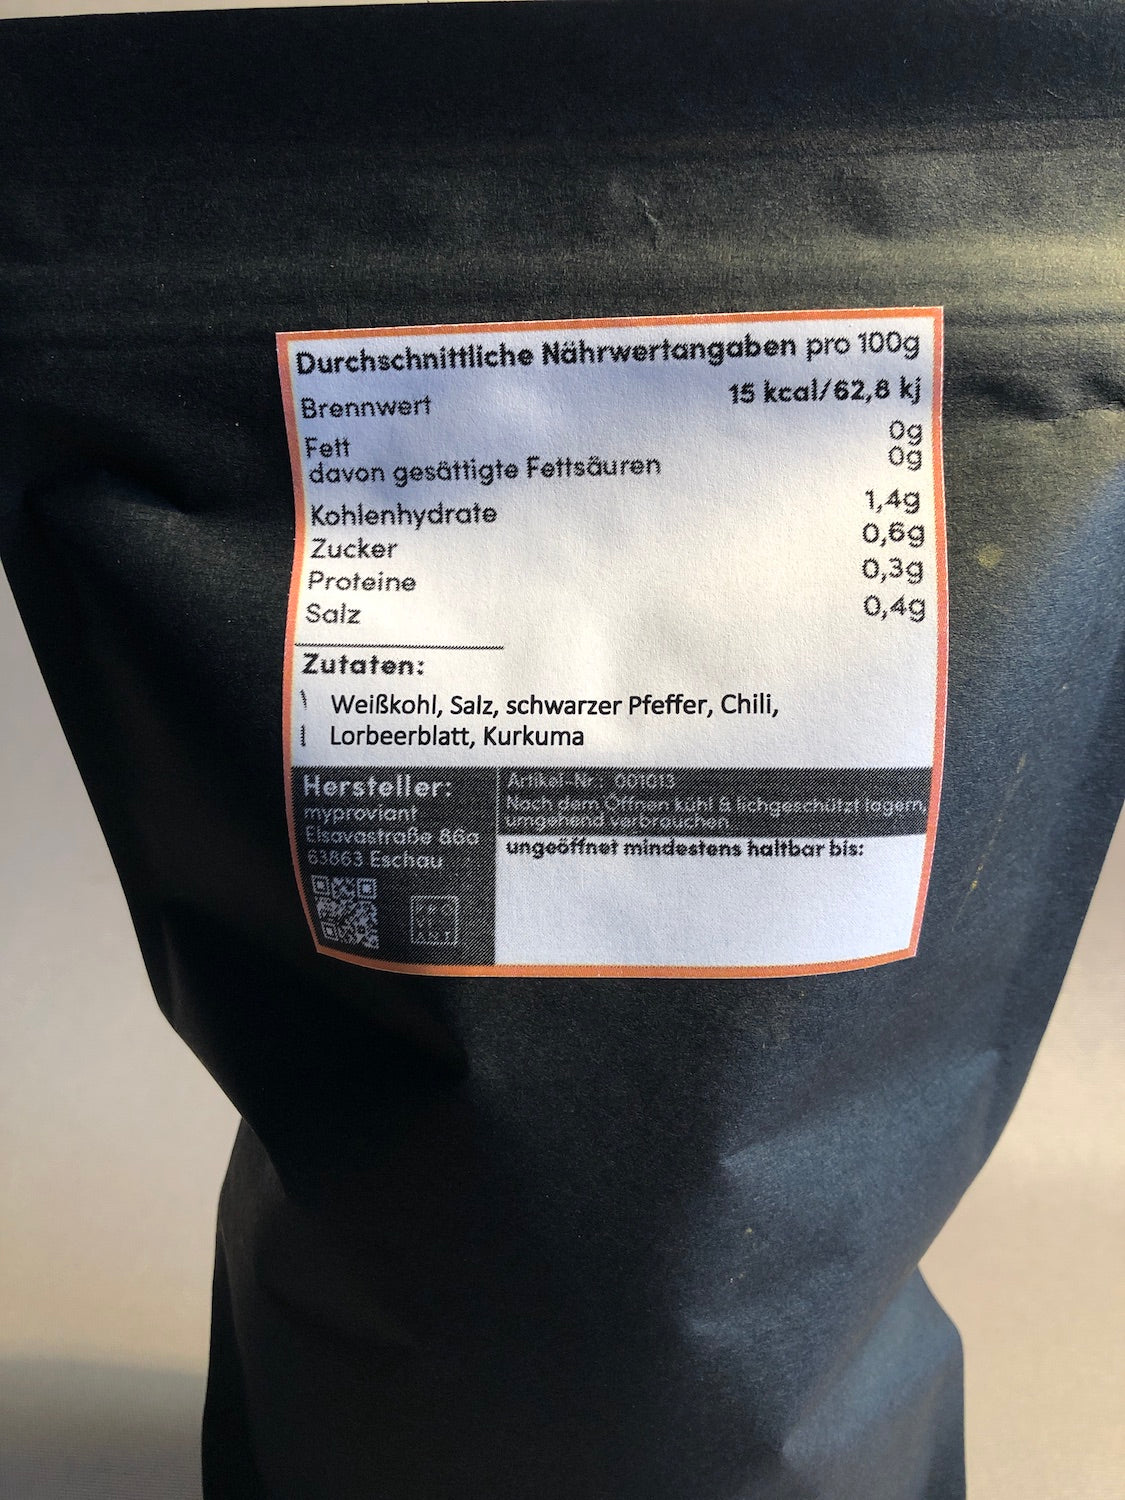 Durchschnittliche Nährwertangaben pro 100g
Brennwert 15 kcal/62,8 kj
Fett 0g
davon gesättigte Fettsäuren 0g
Kohlenhydrate 1,4g
Zucker 0,6g
Proteine 0,3g
Salz 0,4g
Zutaten:
Weißkohl, Salz, schwarzer Pfeffer, Chili,
Lorbeerblatt, Kurkuma
Hersteller:
myproviant
Elsavastraße 86a
63863 Eschau
Artikel-Nr.: 001013
Nach dem Öffnen kühl & lichgeschützt lagern,
umgehend verbrauchen
ungeöffnet mindestens haltbar bis: